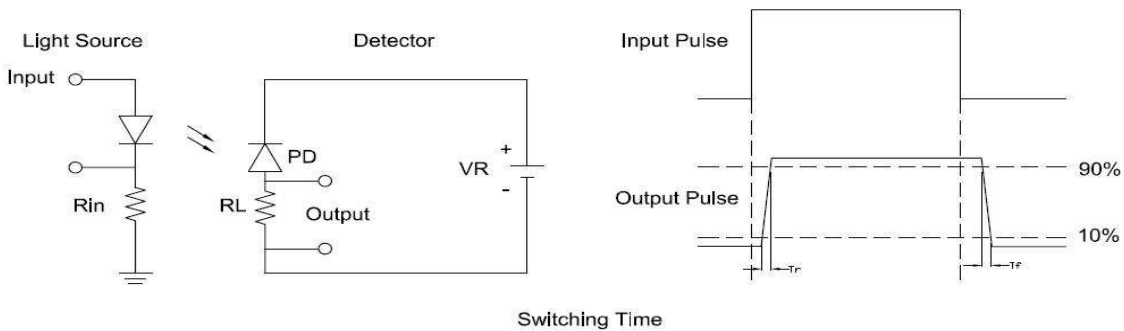 Light Source
Detector
Input Pulse
Input
PD
+
VR
-
90%
Rin
RL
Output
Output Pulse
10%
Tr
Tf
Switching Time